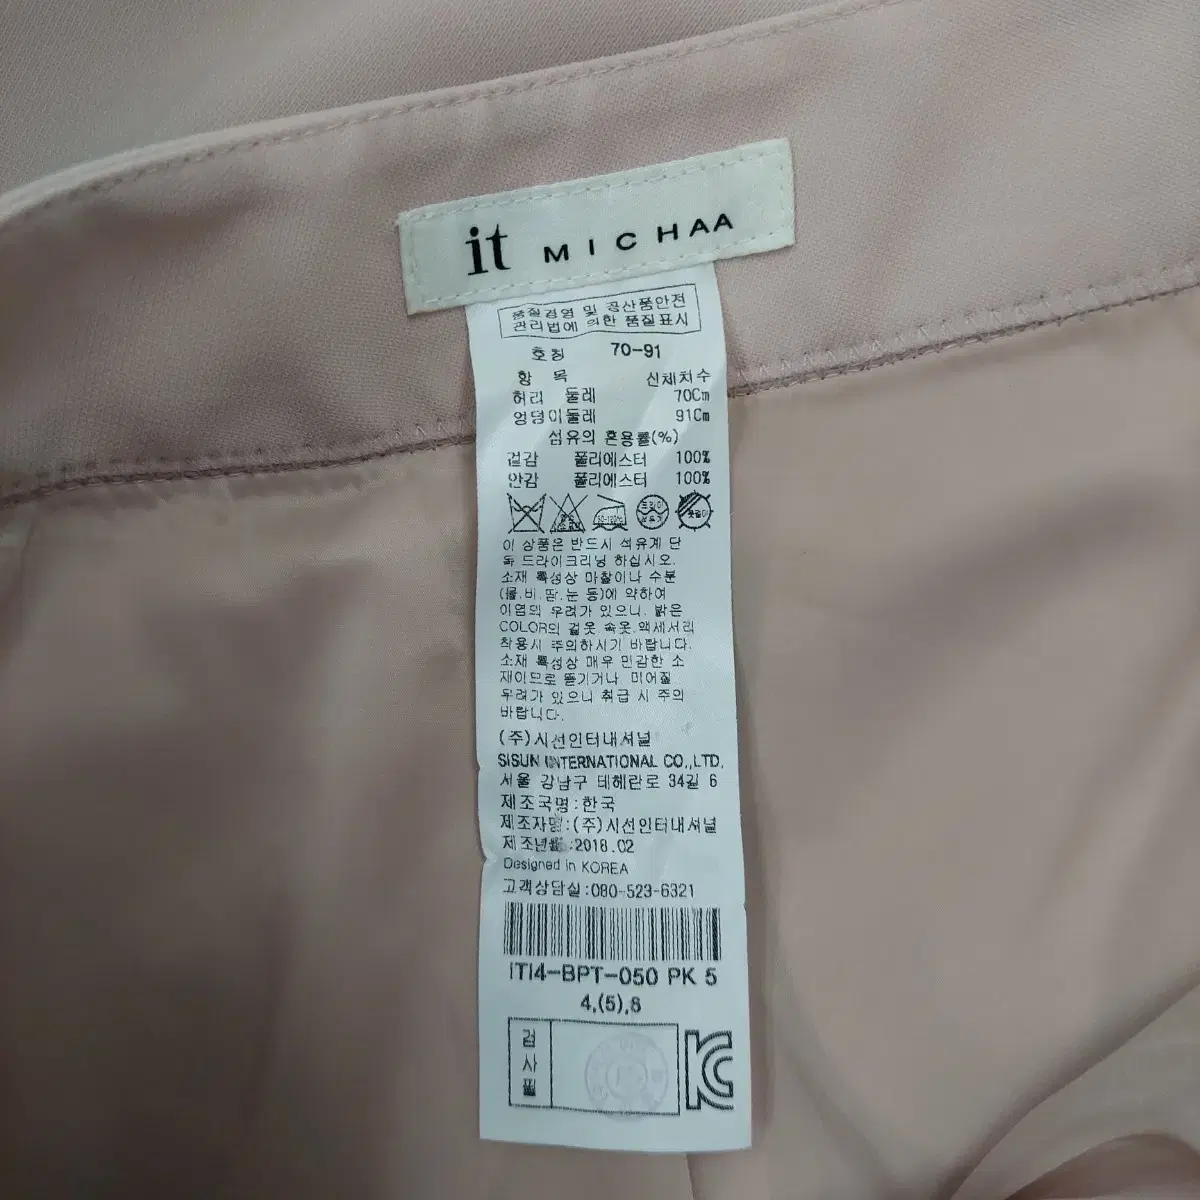 it MICHAA
품질경영 및 공산품안전
관리법에 의한 품질표시
호칭 70-91
항 목 신체치수
허리 둘레 70Cm
엉덩이둘레 91Cm
섬유의 혼용률(%)
겉감 폴리에스터 100%
안감 폴리에스터 100%
이 상품은 반드시 석유계 단
독 드라이크리닝 하십시오.
소재 특성상 마찰이나 수분
(물.비.땀.눈 등)에 약하여
이염의 우려가 있으니, 밝은
COLOR의 겉옷.속옷.액세서리
착용시 주의하시기 바랍니다.
소재 특성상 매우 민감한 소
재이므로 뜯기거나 미어질
우려가 있으니 취급 시 주의
바랍니다.
(주)시선인터내셔널
SISUN INTERNATIONAL CO.,LTD.
서울 강남구 테헤란로 34길 6
제조국명:한국
제조자명:(주)시선인터내셔널
제조년월:2018.02
Designed in KOREA
고객상담실:080-523-6321
ITI4-BPT-050 PK 5
4,(5),8
검사필
KC